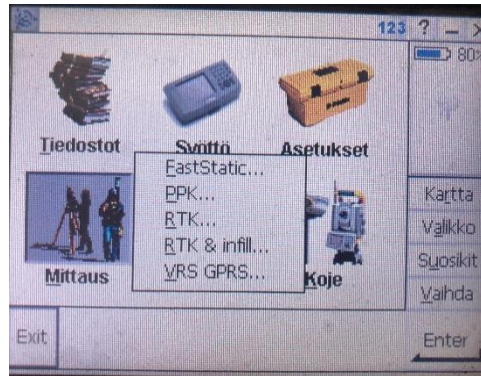 123 ? – X
80%
Tiedostot
Syöttö
Asetukset
FastStatic...
PPK...
RTK...
RTK & infill...
VRS GPRS...
Mittaus
Koje
Kartta
Valikko
Suosikit
Vaihda
Exit
Enter